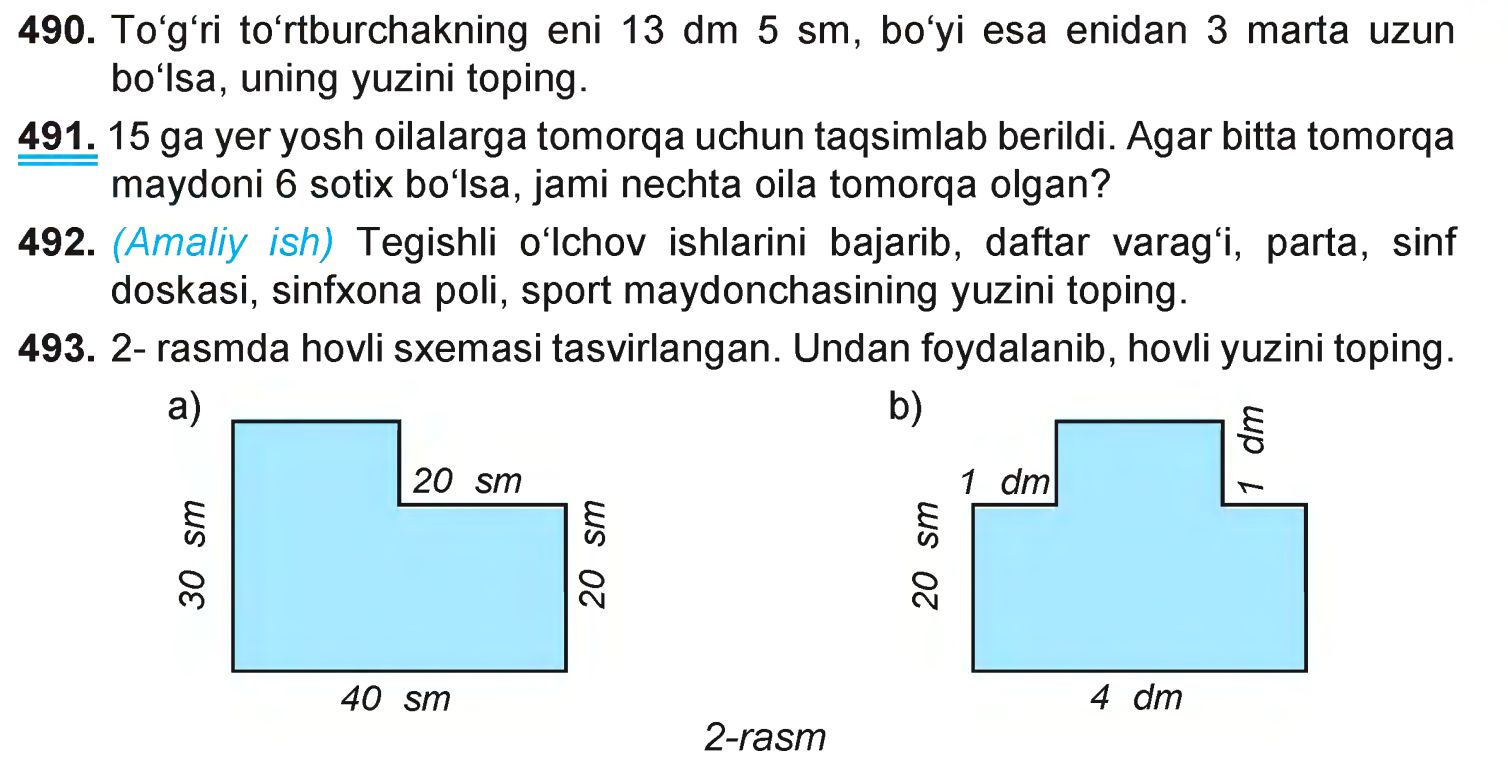 490. To‘g‘ri to‘rtburchakning eni 13 dm 5 sm, bo‘yi esa enidan 3 marta uzun
bo‘lsa, uning yuzini toping.
491. 15 ga yer yosh oilalarga tomorqa uchun taqsimlab berildi. Agar bitta tomorqa
maydoni 6 sotix bo‘lsa, jami nechta oila tomorqa olgan?
492. (Amaliy ish) Tegishli o‘lchov ishlarini bajarib, daftar varag‘i, parta, sinf
doskasi, sinfxona poli, sport maydonchasining yuzini toping.
493. 2- rasmda hovli sxemasi tasvirlangan. Undan foydalanib, hovli yuzini toping.
a)
20 sm
30 sm
20 sm
40 sm
b)
1 dm
1 dm
20 sm
4 dm
2-rasm